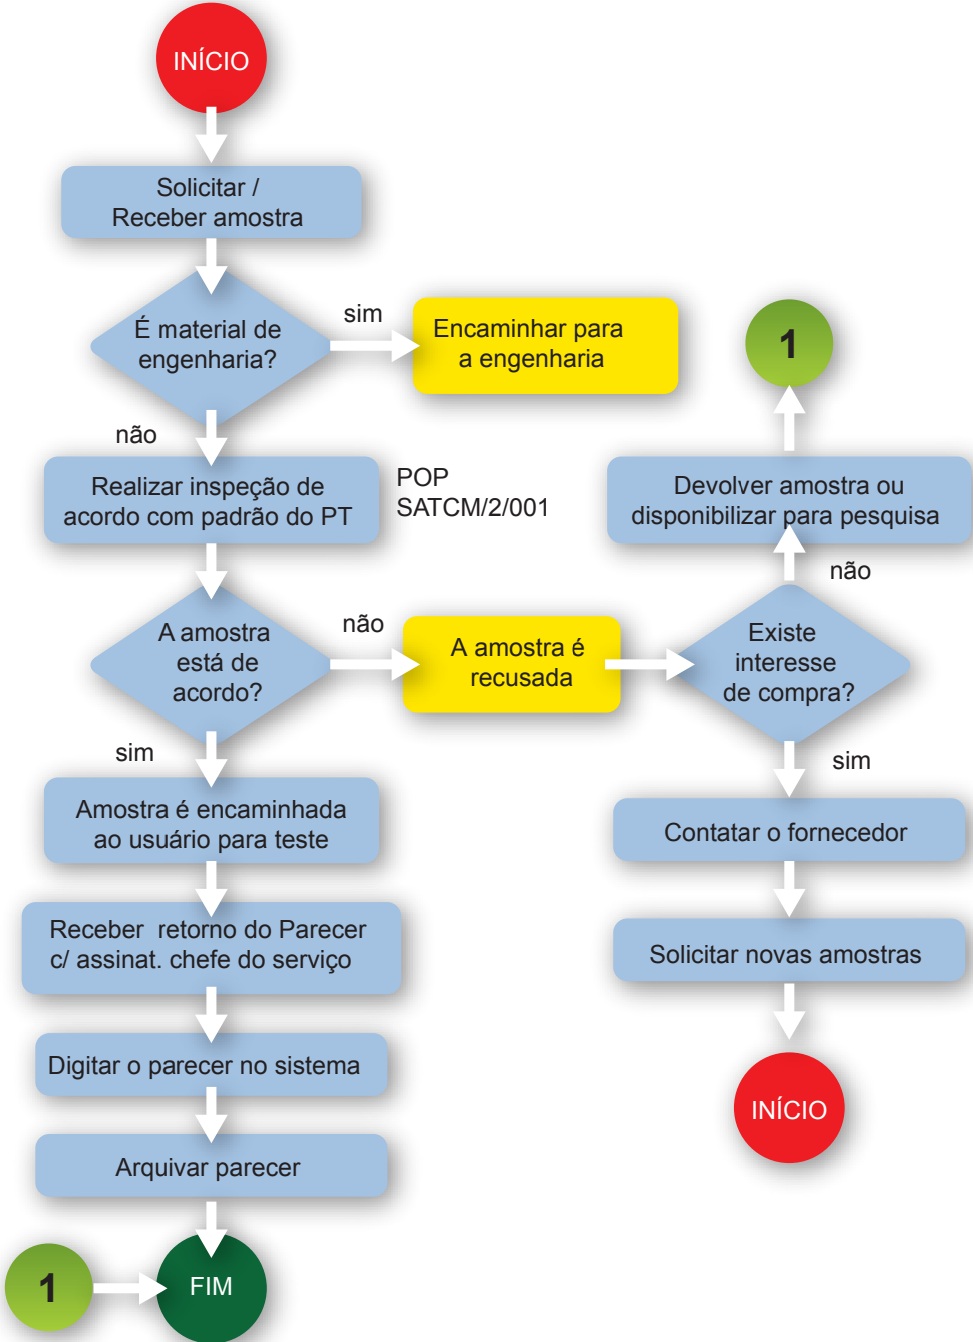 INÍCIO
Solicitar /
Receber amostra
É material de
engenharia?
sim
Encaminhar para
a engenharia
1
não
Realizar inspeção de
acordo com padrão do PT
POP
SATCM/2/001
Devolver amostra ou
disponibilizar para pesquisa
não
A amostra
está de
acordo?
não
A amostra é
recusada
Existe
interesse
de compra?
sim
sim
Amostra é encaminhada
ao usuário para teste
Contatar o fornecedor
Receber retorno do Parecer
c/ assinat. chefe do serviço
Solicitar novas amostras
Digitar o parecer no sistema
INÍCIO
Arquivar parecer
1
FIM